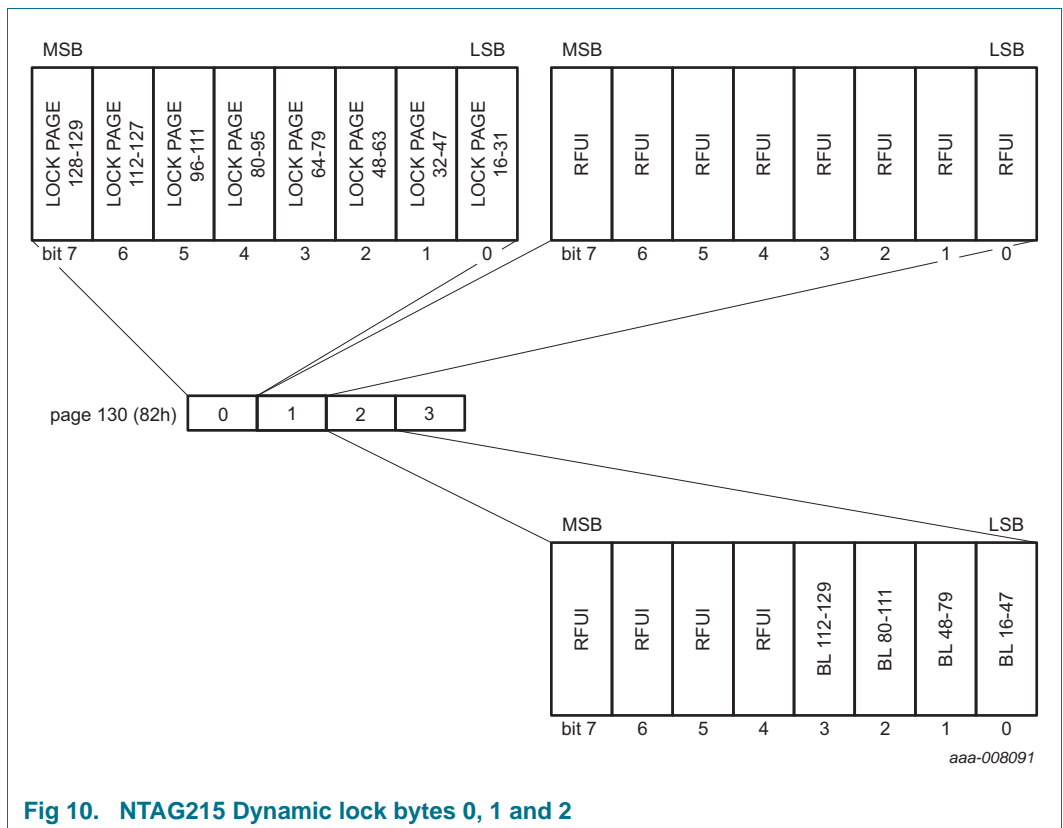 MSB LSB
LOCK PAGE 128-129
LOCK PAGE 112-127
LOCK PAGE 96-111
LOCK PAGE 80-95
LOCK PAGE 64-79
LOCK PAGE 48-63
LOCK PAGE 32-47
LOCK PAGE 16-31
bit 7 6 5 4 3 2 1 0
MSB LSB
RFUI RFUI RFUI RFUI RFUI RFUI RFUI RFUI
bit 7 6 5 4 3 2 1 0
page 130 (82h) 0 1 2 3
MSB LSB
RFUI RFUI RFUI RFUI BL 112-129 BL 80-111 BL 48-79 BL 16-47
bit 7 6 5 4 3 2 1 0
aaa-008091
Fig 10. NTAG215 Dynamic lock bytes 0, 1 and 2